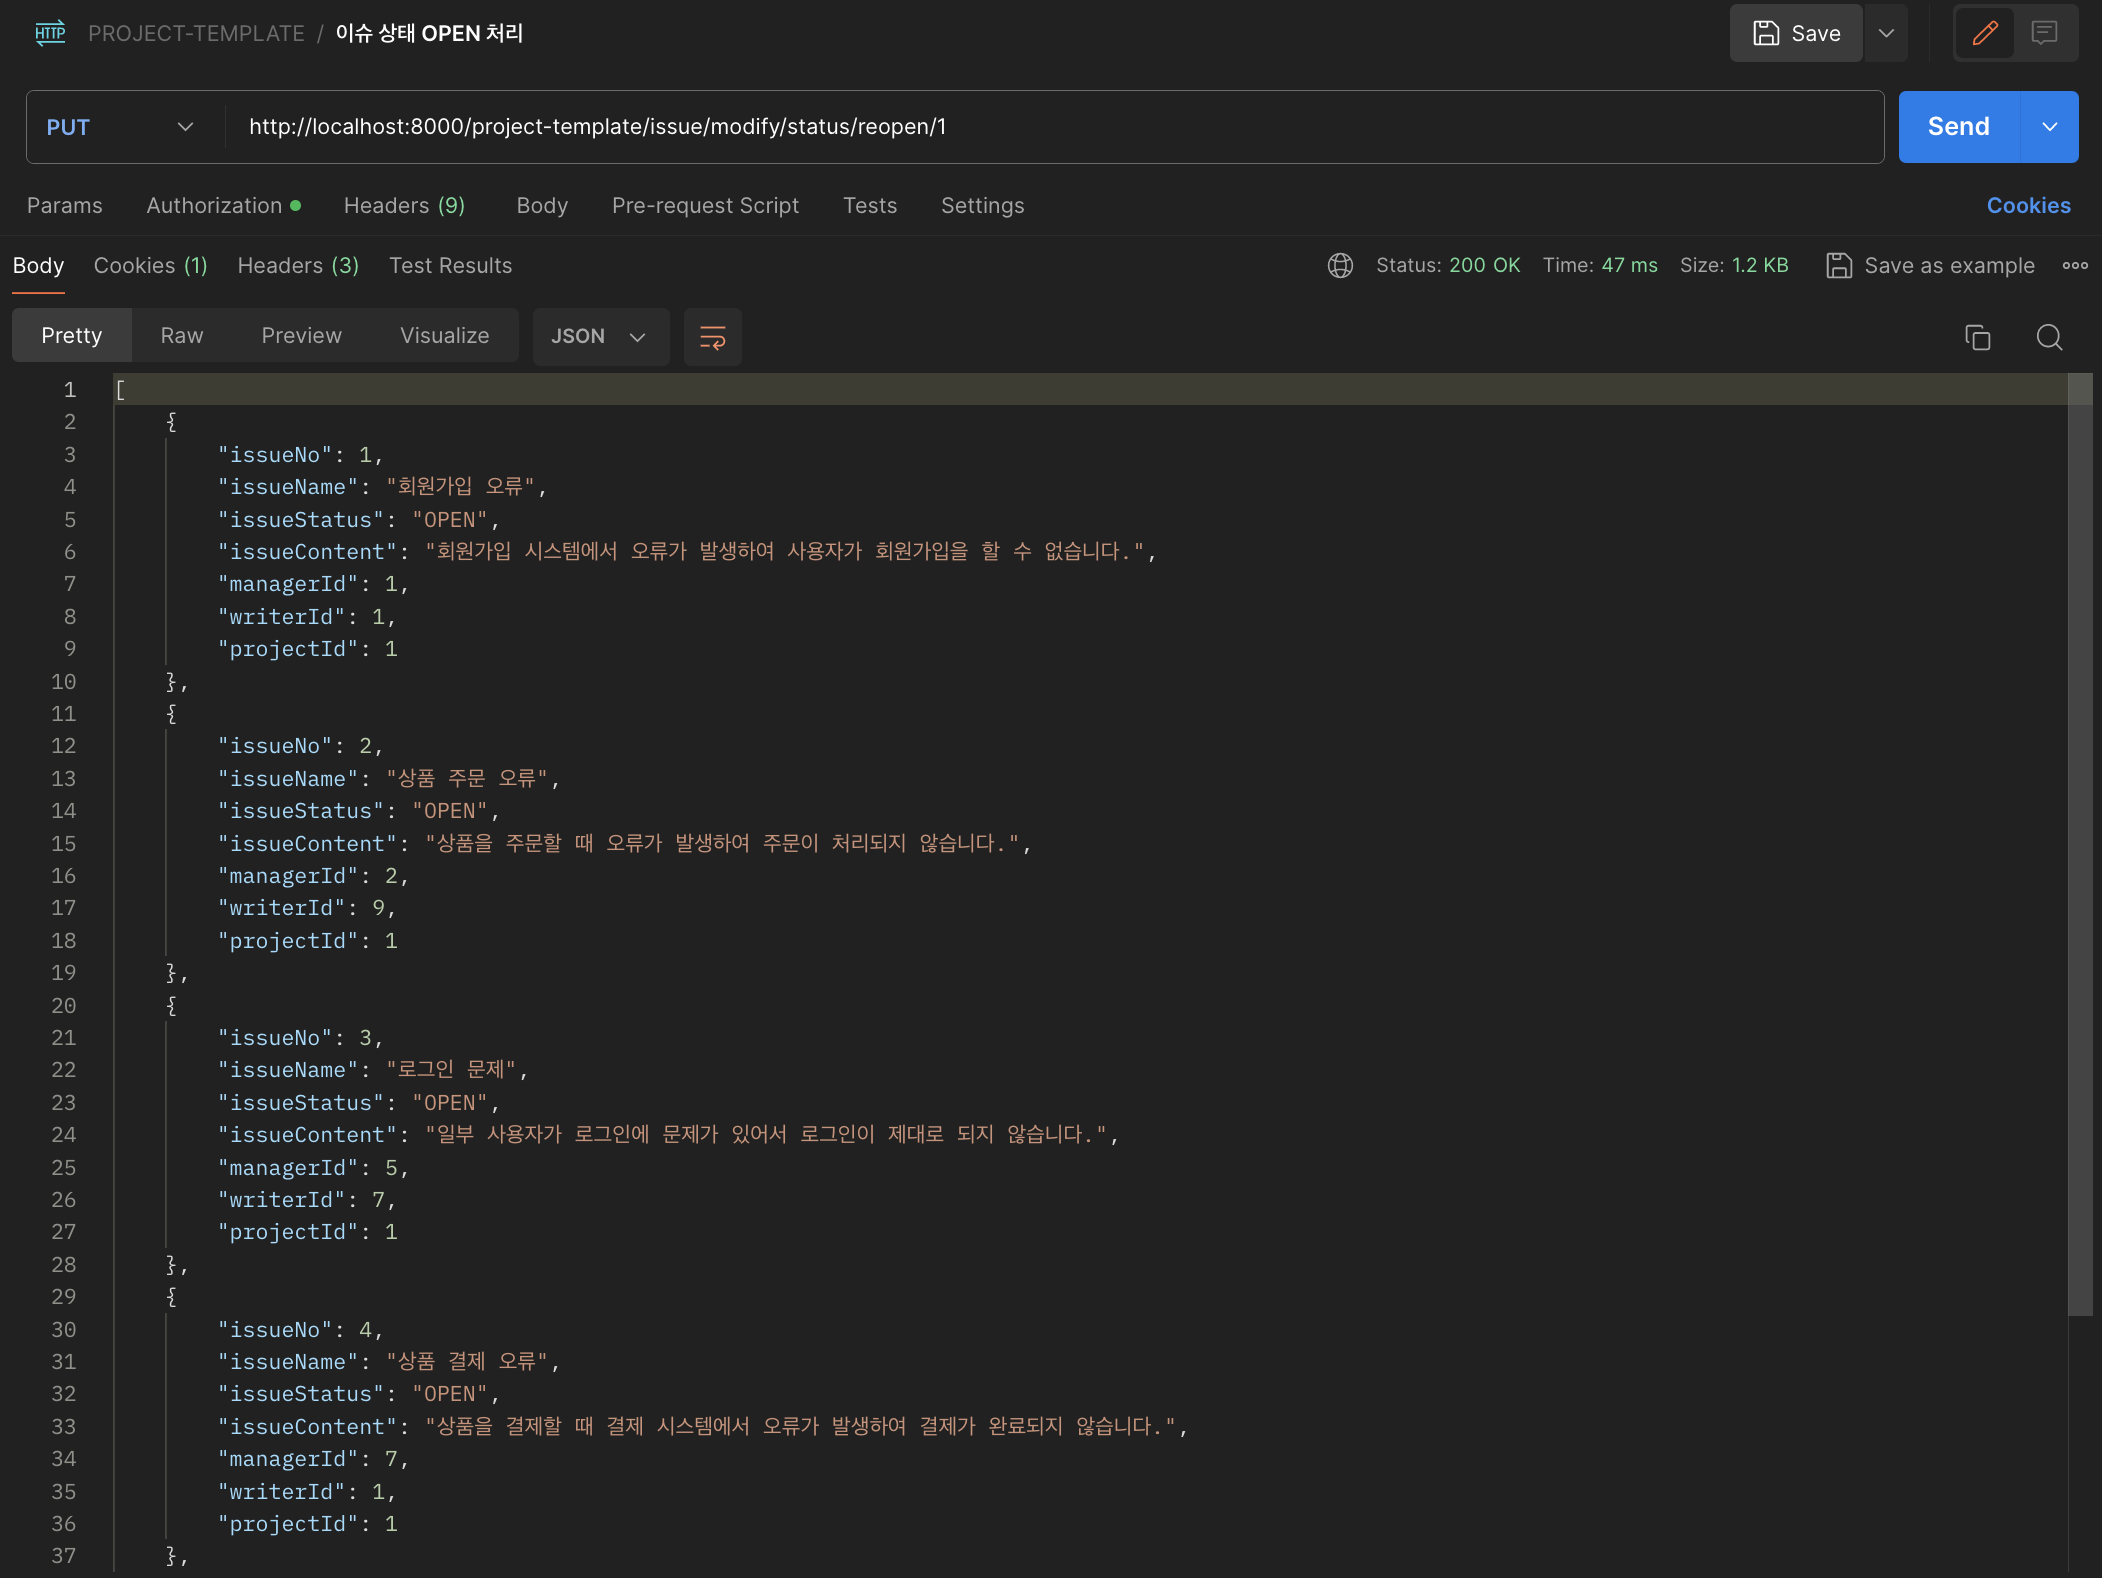 HTTP PROJECT-TEMPLATE / 이슈 상태 OPEN 처리 Save
PUT http://localhost:8000/project-template/issue/modify/status/reopen/1 Send
Params Authorization Headers (9) Body Pre-request Script Tests Settings Cookies
Body Cookies (1) Headers (3) Test Results Status: 200 OK Time: 47 ms Size: 1.2 KB Save as example
Pretty Raw Preview Visualize JSON
1 [
2 {
3 "issueNo": 1,
4 "issueName": "회원가입 오류",
5 "issueStatus": "OPEN",
6 "issueContent": "회원가입 시스템에서 오류가 발생하여 사용자가 회원가입을 할 수 없습니다.",
7 "managerId": 1,
8 "writerId": 1,
9 "projectId": 1
10 },
11 {
12 "issueNo": 2,
13 "issueName": "상품 주문 오류",
14 "issueStatus": "OPEN",
15 "issueContent": "상품을 주문할 때 오류가 발생하여 주문이 처리되지 않습니다.",
16 "managerId": 2,
17 "writerId": 9,
18 "projectId": 1
19 },
20 {
21 "issueNo": 3,
22 "issueName": "로그인 문제",
23 "issueStatus": "OPEN",
24 "issueContent": "일부 사용자가 로그인에 문제가 있어서 로그인이 제대로 되지 않습니다.",
25 "managerId": 5,
26 "writerId": 7,
27 "projectId": 1
28 },
29 {
30 "issueNo": 4,
31 "issueName": "상품 결제 오류",
32 "issueStatus": "OPEN",
33 "issueContent": "상품을 결제할 때 결제 시스템에서 오류가 발생하여 결제가 완료되지 않습니다.",
34 "managerId": 7,
35 "writerId": 1,
36 "projectId": 1
37 },